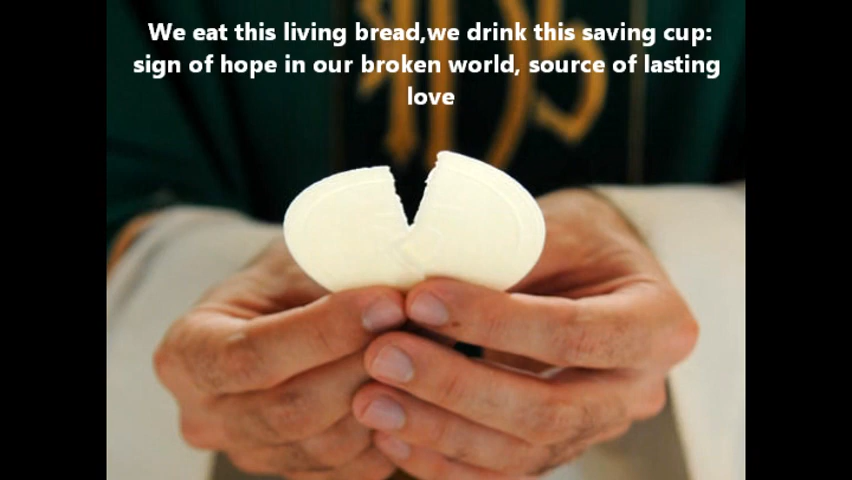 We eat this living bread,we drink this saving cup:
sign of hope in our broken world, source of lasting
love